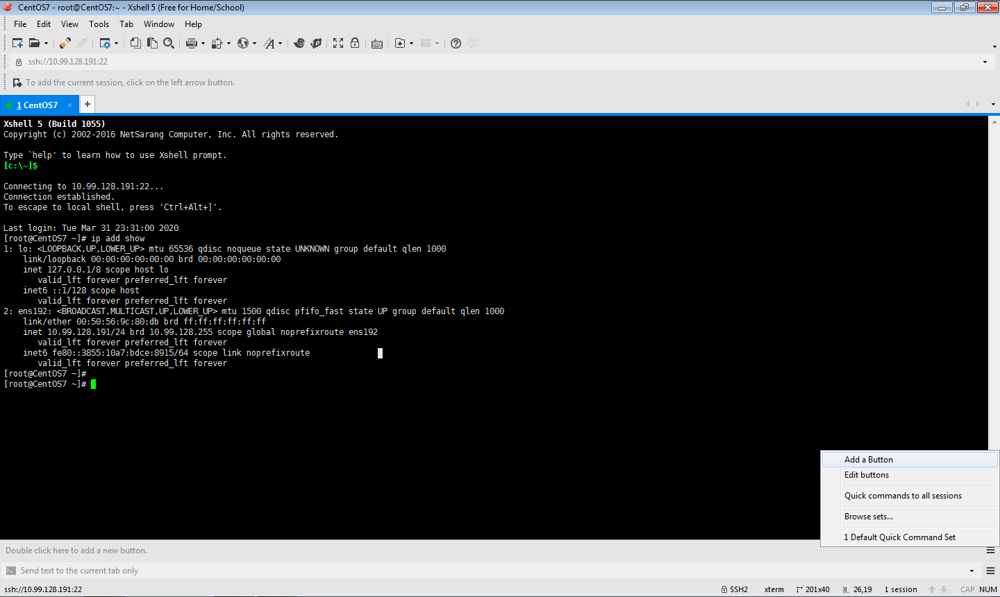 CentOS7 - root@CentOS7:~ - Xshell 5 (Free for Home/School)
File Edit View Tools Tab Window Help
ssh://10.99.128.191:22
To add the current session, click on the left arrow button.
1 CentOS7 × +
Xshell 5 (Build 1055)
Copyright (c) 2002-2016 NetSarang Computer, Inc. All rights reserved.
Type `help' to learn how to use Xshell prompt.
[c:\~]$
Connecting to 10.99.128.191:22...
Connection established.
To escape to local shell, press 'Ctrl+Alt+]'.
Last login: Tue Mar 31 23:31:00 2020
[root@CentOS7 ~]# ip add show
1: lo: <LOOPBACK,UP,LOWER_UP> mtu 65536 qdisc noqueue state UNKNOWN group default qlen 1000
    link/loopback 00:00:00:00:00:00 brd 00:00:00:00:00:00
    inet 127.0.0.1/8 scope host lo
       valid_lft forever preferred_lft forever
    inet6 ::1/128 scope host
       valid_lft forever preferred_lft forever
2: ens192: <BROADCAST,MULTICAST,UP,LOWER_UP> mtu 1500 qdisc pfifo_fast state UP group default qlen 1000
    link/ether 00:50:56:9c:80:db brd ff:ff:ff:ff:ff:ff
    inet 10.99.128.191/24 brd 10.99.128.255 scope global noprefixroute ens192
       valid_lft forever preferred_lft forever
    inet6 fe80::3855:10a7:bdce:8915/64 scope link noprefixroute
       valid_lft forever preferred_lft forever
[root@CentOS7 ~]#
[root@CentOS7 ~]#
Add a Button
Edit buttons
Quick commands to all sessions
Browse sets...
1 Default Quick Command Set
Double click here to add a new button.
Send text to the current tab only
ssh://10.99.128.191:22 SSH2 xterm 201x40 26,19 1 session CAP NUM